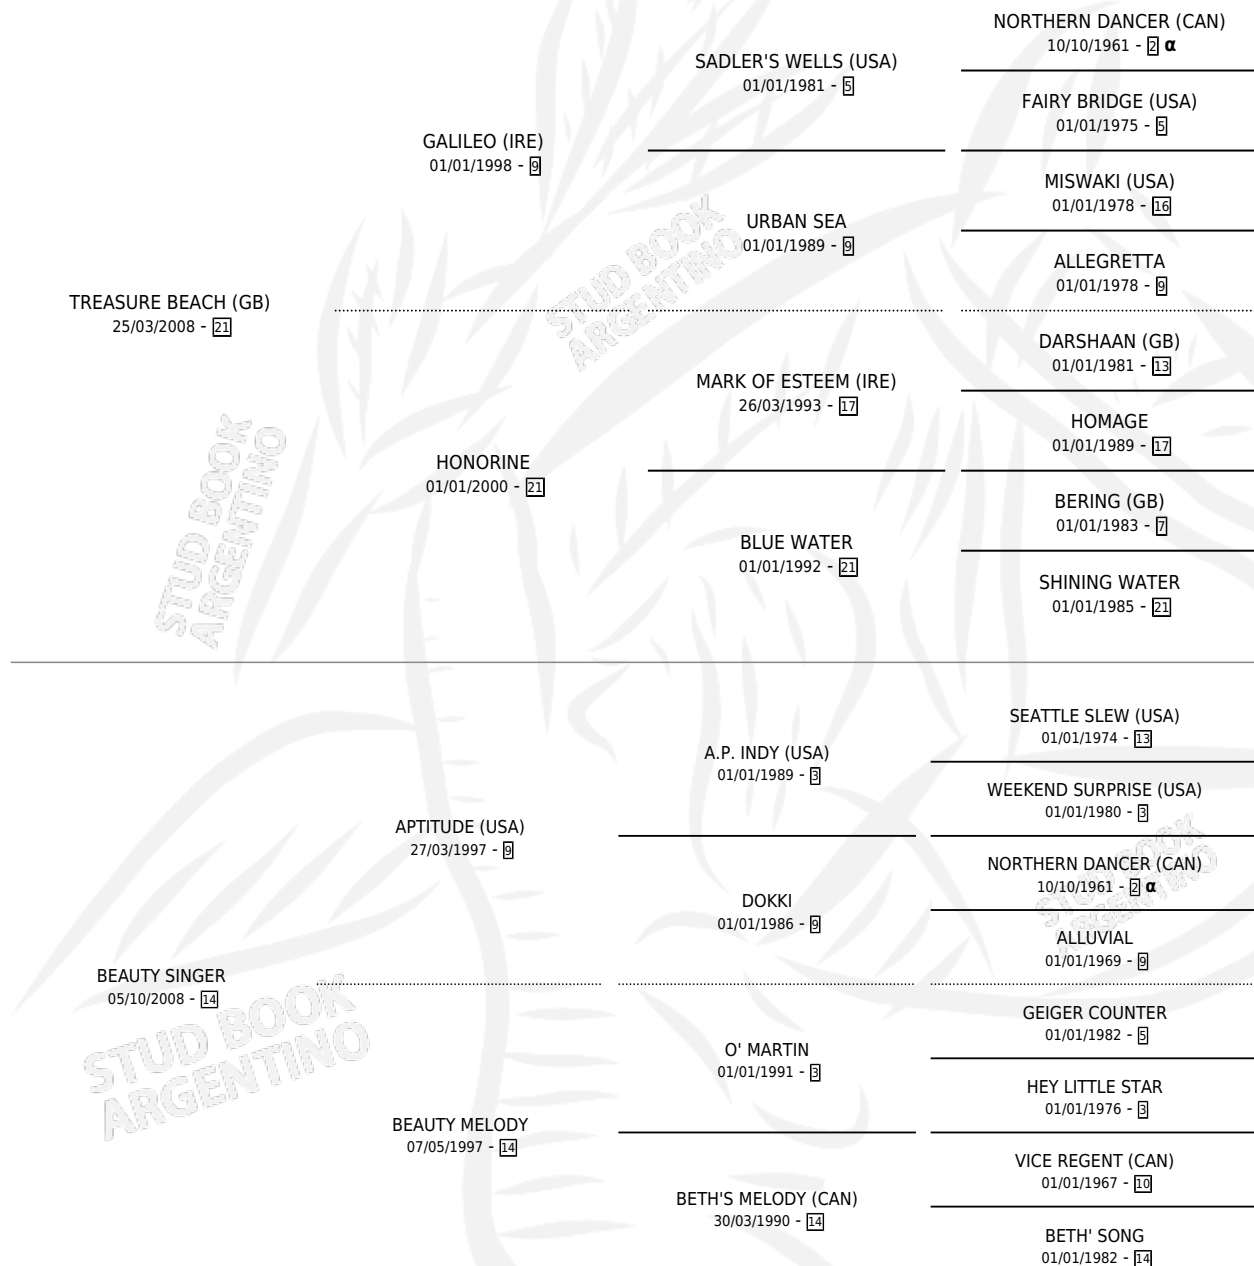 NORTHERN DANCER (CAN)
10/10/1961 - 2 α
SADLER'S WELLS (USA)
01/01/1981 - 5
FAIRY BRIDGE (USA)
01/01/1975 - 5
GALILEO (IRE)
01/01/1998 - 9
MISWAKI (USA)
01/01/1978 - 16
URBAN SEA
01/01/1989 - 9
ALLEGRETTA
01/01/1978 - 9
TREASURE BEACH (GB)
25/03/2008 - 21
DARSHAAN (GB)
01/01/1981 - 13
MARK OF ESTEEM (IRE)
26/03/1993 - 17
HOMAGE
01/01/1989 - 17
HONORINE
01/01/2000 - 21
BERING (GB)
01/01/1983 - 7
BLUE WATER
01/01/1992 - 21
SHINING WATER
01/01/1985 - 21
SEATTLE SLEW (USA)
01/01/1974 - 13
A.P. INDY (USA)
01/01/1989 - 3
WEEKEND SURPRISE (USA)
01/01/1980 - 3
APTITUDE (USA)
27/03/1997 - 9
NORTHERN DANCER (CAN)
10/10/1961 - 2 α
DOKKI
01/01/1986 - 9
ALLUVIAL
01/01/1969 - 9
BEAUTY SINGER
05/10/2008 - 14
GEIGER COUNTER
01/01/1982 - 5
O' MARTIN
01/01/1991 - 3
HEY LITTLE STAR
01/01/1976 - 3
BEAUTY MELODY
07/05/1997 - 14
VICE REGENT (CAN)
01/01/1967 - 10
BETH'S MELODY (CAN)
30/03/1990 - 14
BETH' SONG
01/01/1982 - 14
STUD BOOK
ARGENTINO
STUD BOOK
ARGENTINO
STUD BOOK
ARGENTINO
STUD BOOK
ARGENTINO